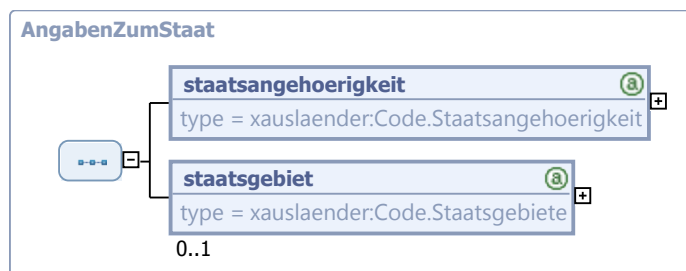 AngabenZumStaat
staatsangehoerigkeit
type = xauslaender:Code.Staatsangehoerigkeit
staatsgebiet
type = xauslaender:Code.Staatsgebiete
0..1